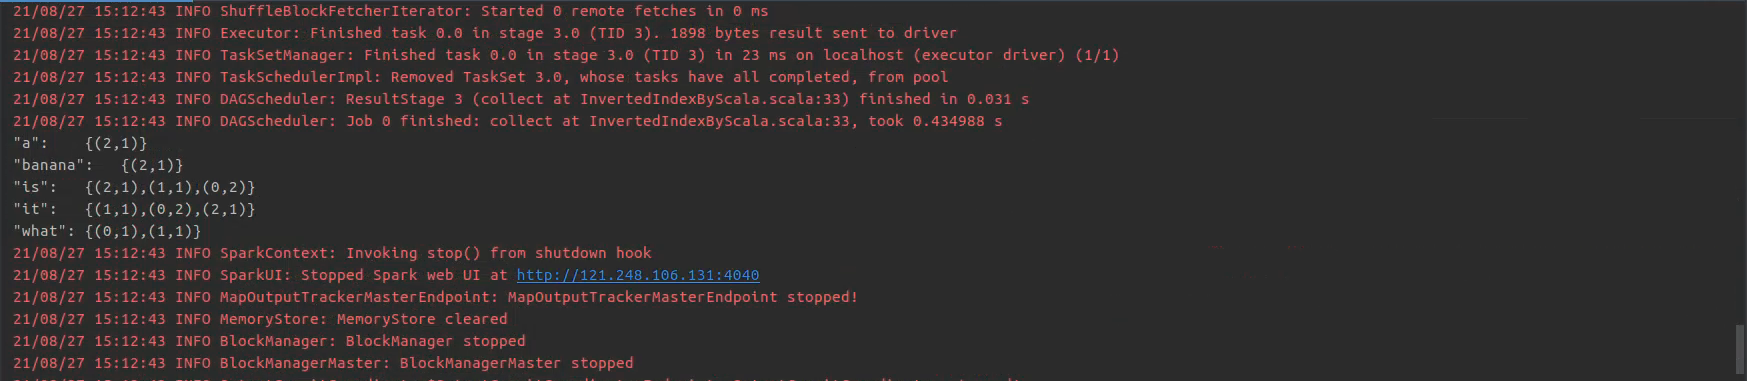 21/08/27 15:12:43 INFO ShuffleBlockFetcherIterator: Started 0 remote fetches in 0 ms
21/08/27 15:12:43 INFO Executor: Finished task 0.0 in stage 3.0 (TID 3). 1898 bytes result sent to driver
21/08/27 15:12:43 INFO TaskSetManager: Finished task 0.0 in stage 3.0 (TID 3) in 23 ms on localhost (executor driver) (1/1)
21/08/27 15:12:43 INFO TaskSchedulerImpl: Removed TaskSet 3.0, whose tasks have all completed, from pool
21/08/27 15:12:43 INFO DAGScheduler: ResultStage 3 (collect at InvertedIndexByScala.scala:33) finished in 0.031 s
21/08/27 15:12:43 INFO DAGScheduler: Job 0 finished: collect at InvertedIndexByScala.scala:33, took 0.434988 s
"a":    {(2,1)}
"banana":   {(2,1)}
"is":   {(2,1),(1,1),(0,2)}
"it":   {(1,1),(0,2),(2,1)}
"what": {(0,1),(1,1)}
21/08/27 15:12:43 INFO SparkContext: Invoking stop() from shutdown hook
21/08/27 15:12:43 INFO SparkUI: Stopped Spark web UI at http://121.248.106.131:4040
21/08/27 15:12:43 INFO MapOutputTrackerMasterEndpoint: MapOutputTrackerMasterEndpoint stopped!
21/08/27 15:12:43 INFO MemoryStore: MemoryStore cleared
21/08/27 15:12:43 INFO BlockManager: BlockManager stopped
21/08/27 15:12:43 INFO BlockManagerMaster: BlockManagerMaster stopped